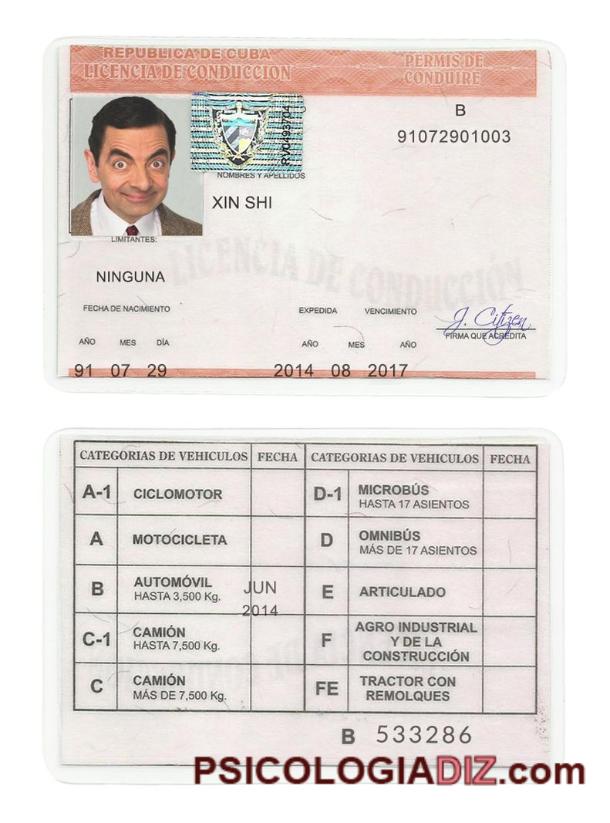 REPUBLICA DE CUBA
LICENCIA DE CONDUCCIÓN
PERMIS DE
CONDUIRE
B
91072901003
RV0493704
NOMBRES Y APELLIDOS
XIN SHI
LIMITANTES:
NINGUNA
LICENCIA DE CONDUCCIÓN
FECHA DE NACIMIENTO
EXPEDIDA VENCIMIENTO
J. Citizen
FIRMA QUE ACREDITA
AÑO MES DÍA
AÑO MES AÑO
91 07 29
2014 08 2017
CATEGORIAS DE VEHICULOS FECHA CATEGORIAS DE VEHICULOS FECHA
A-1 CICLOMOTOR
D-1 MICROBÚS
HASTA 17 ASIENTOS
A MOTOCICLETA
D OMNIBÚS
MÁS DE 17 ASIENTOS
B AUTOMÓVIL
HASTA 3,500 Kg.
JUN
2014
E ARTICULADO
C-1 CAMIÓN
HASTA 7,500 Kg.
F AGRO INDUSTRIAL
Y DE LA
CONSTRUCCIÓN
C CAMIÓN
MÁS DE 7,500 Kg.
FE TRACTOR CON
REMOLQUES
B 533286
PSICOLOGIADIZ.com